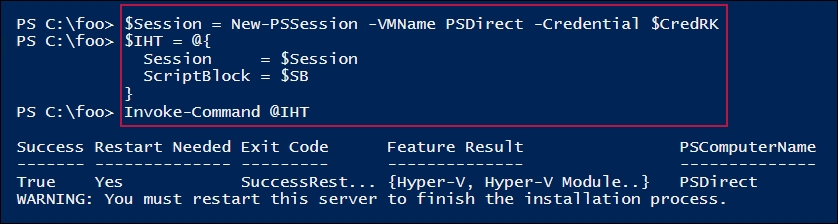 PS C:\foo> $Session = New-PSSession -VMName PSDirect -Credential $CredRK
PS C:\foo> $IHT = @{
  Session     = $Session
  ScriptBlock = $SB
}
PS C:\foo> Invoke-Command @IHT
Success Restart Needed Exit Code      Feature Result               PSComputerName
------- -------------- ---------      --------------               --------------
True    Yes            SuccessRest... {Hyper-V, Hyper-V Module..}  PSDirect
WARNING: You must restart this server to finish the installation process.